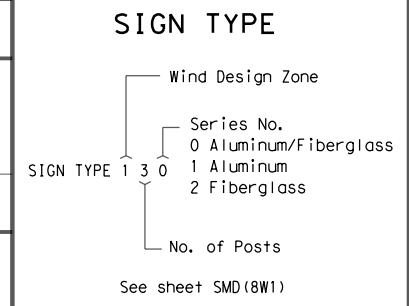 SIGN TYPE
Wind Design Zone
Series No.
0 Aluminum/Fiberglass
SIGN TYPE 1 3 0
1 Aluminum
2 Fiberglass
No. of Posts
See sheet SMD(8W1)